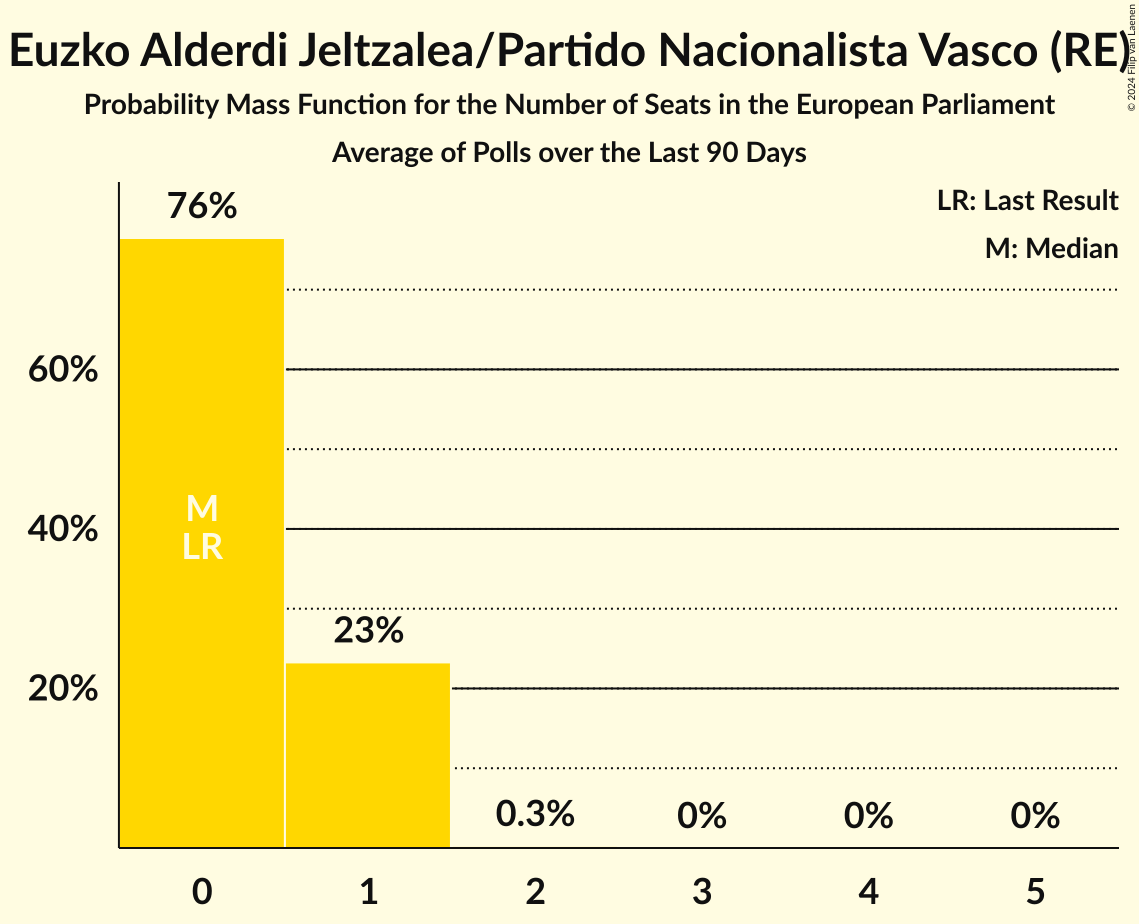 Euzko Alderdi Jeltzalea/Partido Nacionalista Vasco (RE)
© 2024 Filip van Laenen
Probability Mass Function for the Number of Seats in the European Parliament
Average of Polls over the Last 90 Days
LR: Last Result
M: Median
76%
60%
M
40%
LR
23%
20%
0.3%
0%
0%
0%
0
1
2
3
4
5